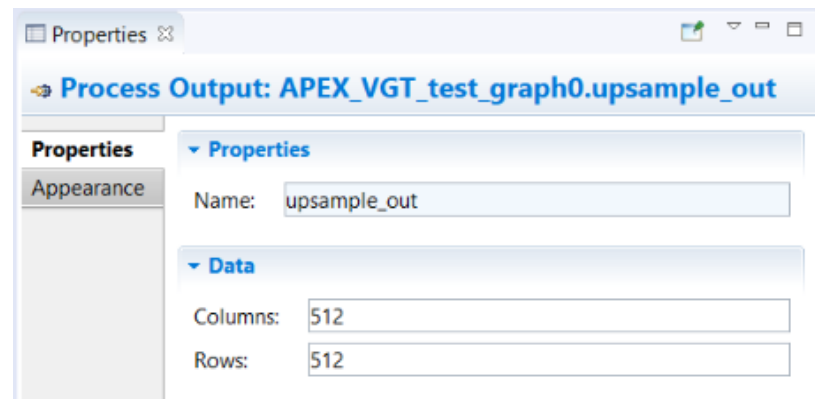 Properties
Process Output: APEX_VGT_test_graph0.upsample_out
Properties
Appearance
Properties
Name: upsample_out
Data
Columns: 512
Rows: 512